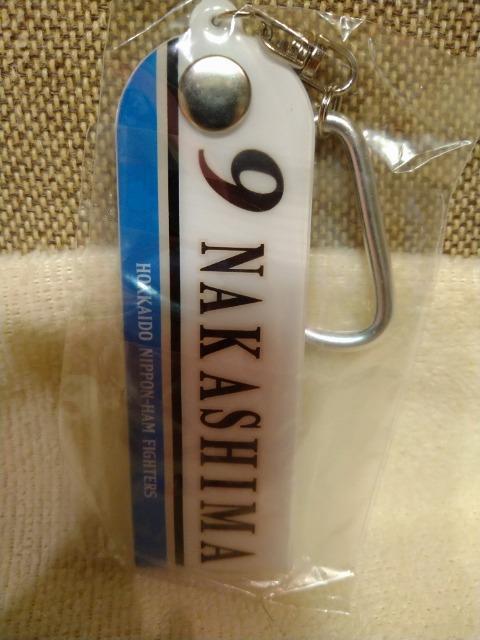 9 NAKASHIMA
HOKKAIDO NIPPON-HAM FIGHTERS